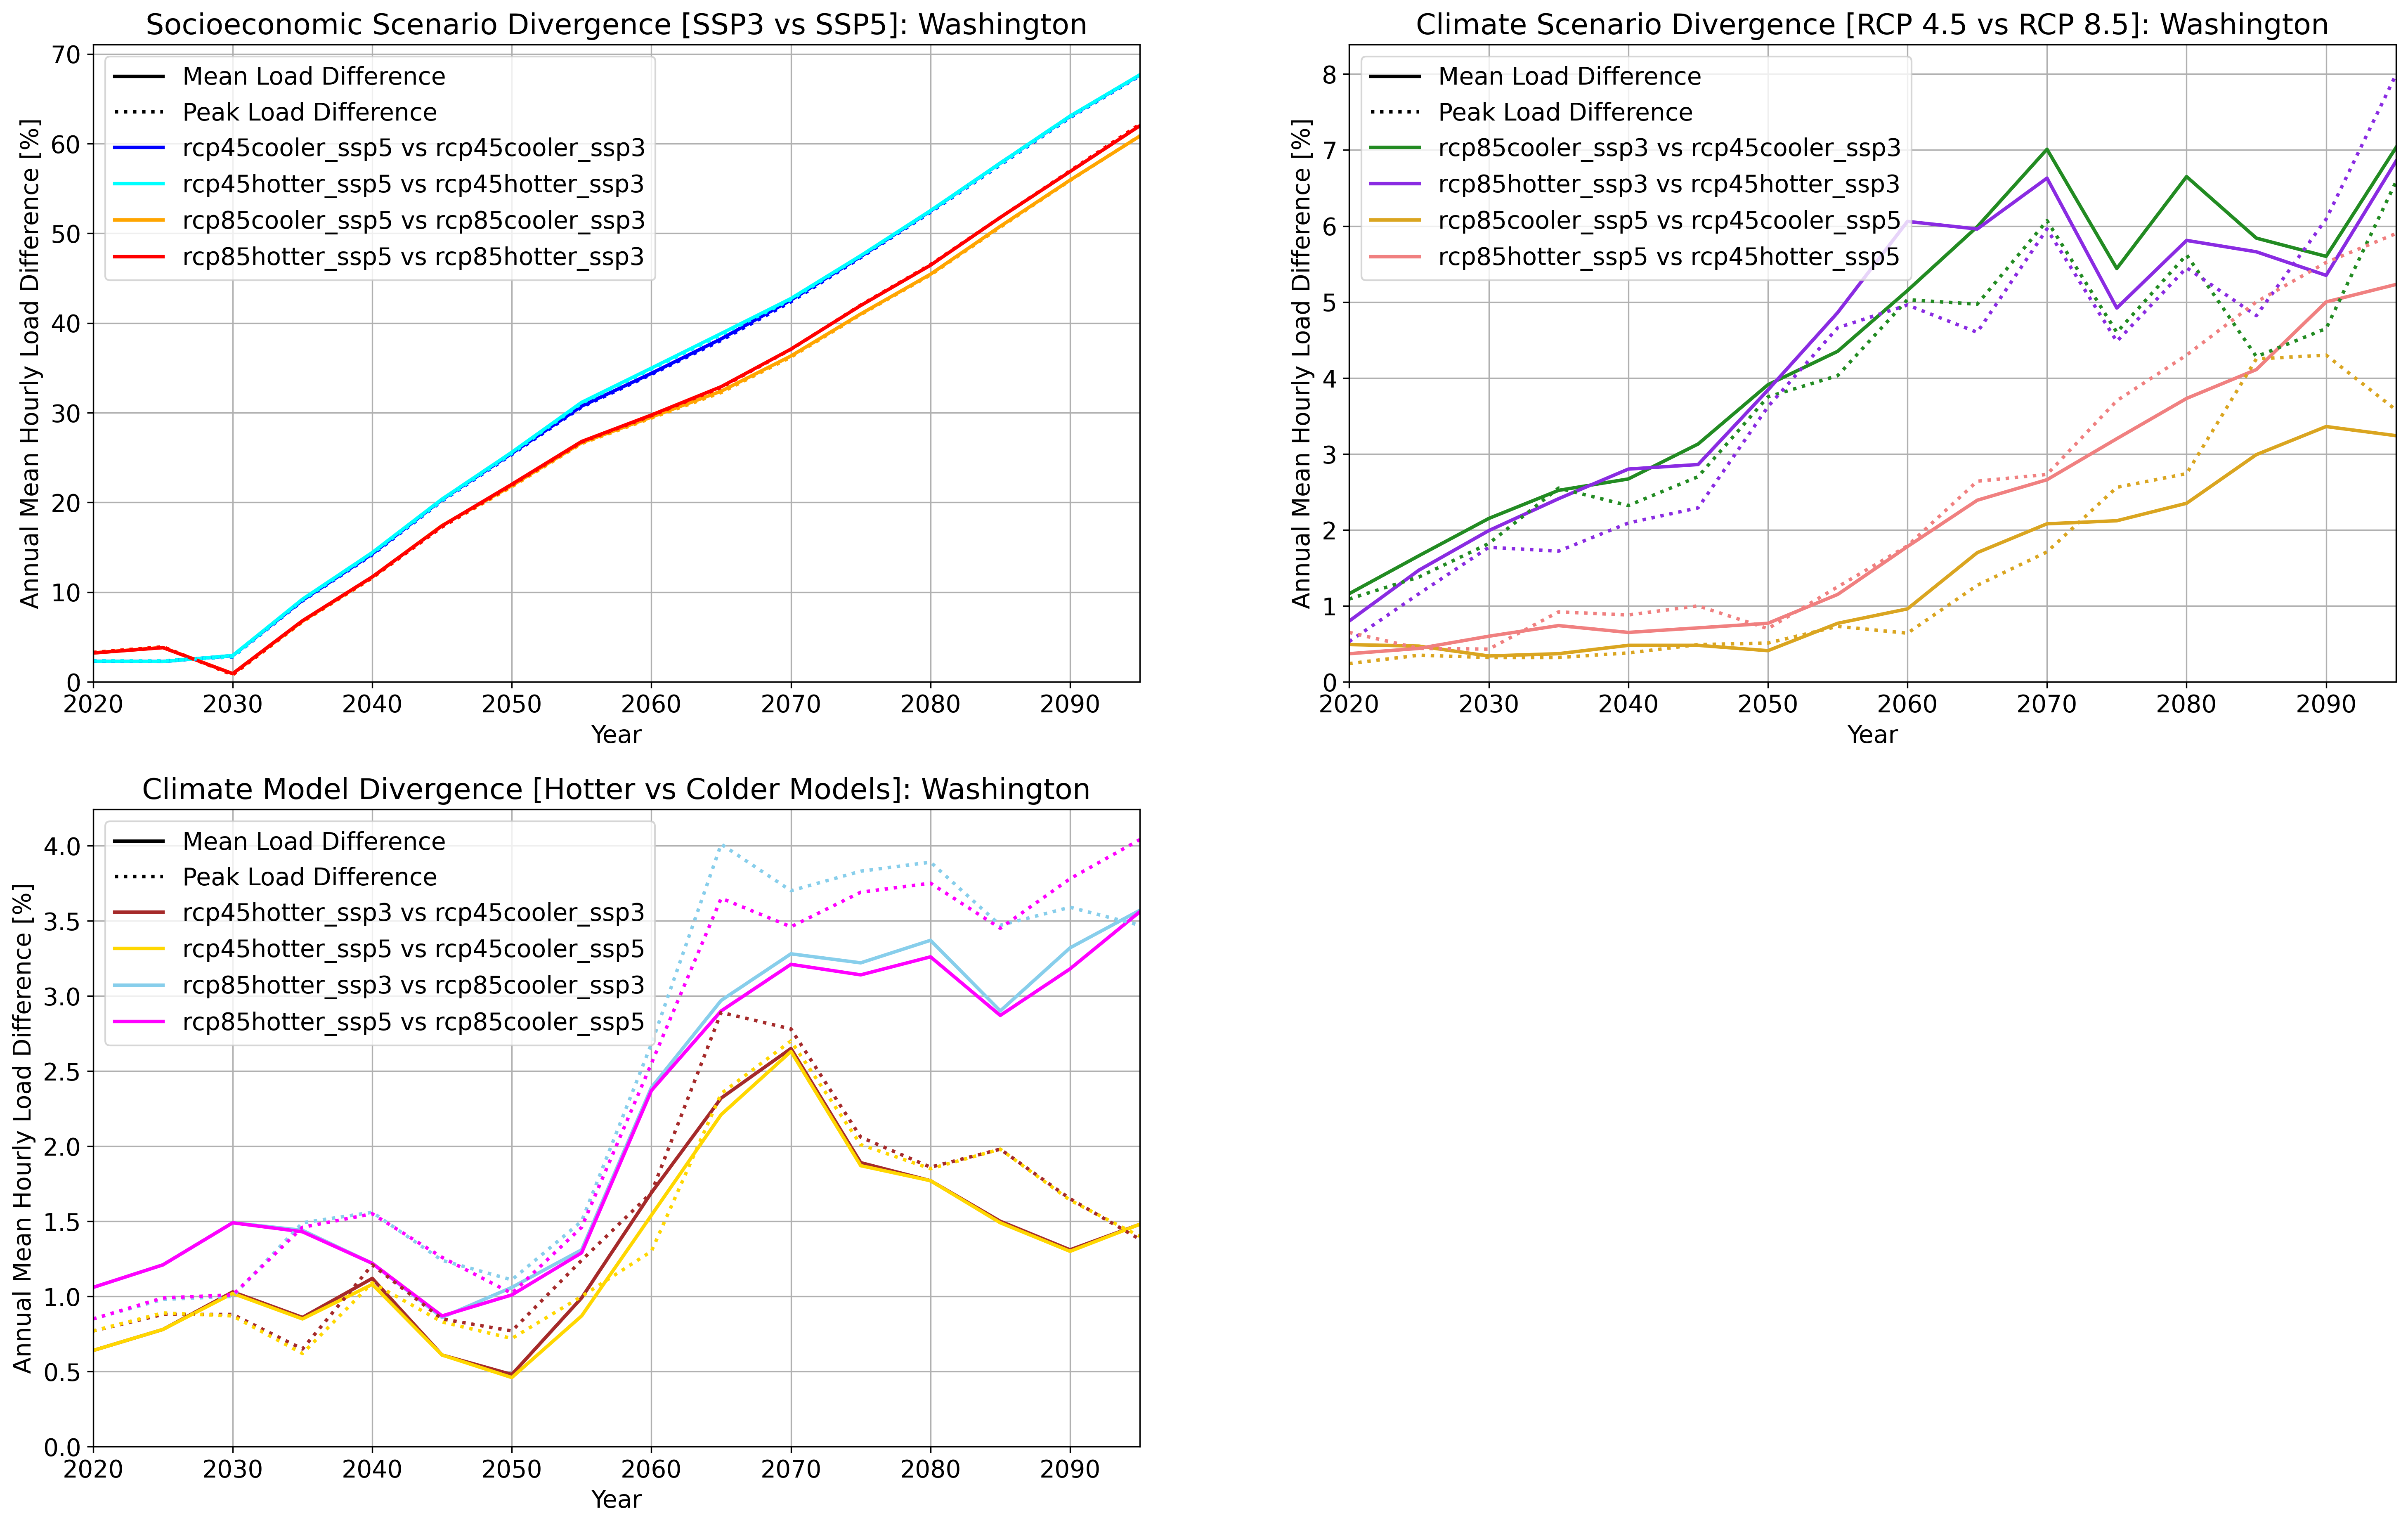 Socioeconomic Scenario Divergence [SSP3 vs SSP5]: Washington
Annual Mean Hourly Load Difference [%]
70
60
50
40
30
20
10
0
Mean Load Difference
Peak Load Difference
rcp45cooler_ssp5 vs rcp45cooler_ssp3
rcp45hotter_ssp5 vs rcp45hotter_ssp3
rcp85cooler_ssp5 vs rcp85cooler_ssp3
rcp85hotter_ssp5 vs rcp85hotter_ssp3
2020 2030 2040 2050 2060 2070 2080 2090
Year
Climate Scenario Divergence [RCP 4.5 vs RCP 8.5]: Washington
Annual Mean Hourly Load Difference [%]
8
7
6
5
4
3
2
1
0
Mean Load Difference
Peak Load Difference
rcp85cooler_ssp3 vs rcp45cooler_ssp3
rcp85hotter_ssp3 vs rcp45hotter_ssp3
rcp85cooler_ssp5 vs rcp45cooler_ssp5
rcp85hotter_ssp5 vs rcp45hotter_ssp5
2020 2030 2040 2050 2060 2070 2080 2090
Year
Climate Model Divergence [Hotter vs Colder Models]: Washington
Annual Mean Hourly Load Difference [%]
4.0
3.5
3.0
2.5
2.0
1.5
1.0
0.5
0.0
Mean Load Difference
Peak Load Difference
rcp45hotter_ssp3 vs rcp45cooler_ssp3
rcp45hotter_ssp5 vs rcp45cooler_ssp5
rcp85hotter_ssp3 vs rcp85cooler_ssp3
rcp85hotter_ssp5 vs rcp85cooler_ssp5
2020 2030 2040 2050 2060 2070 2080 2090
Year